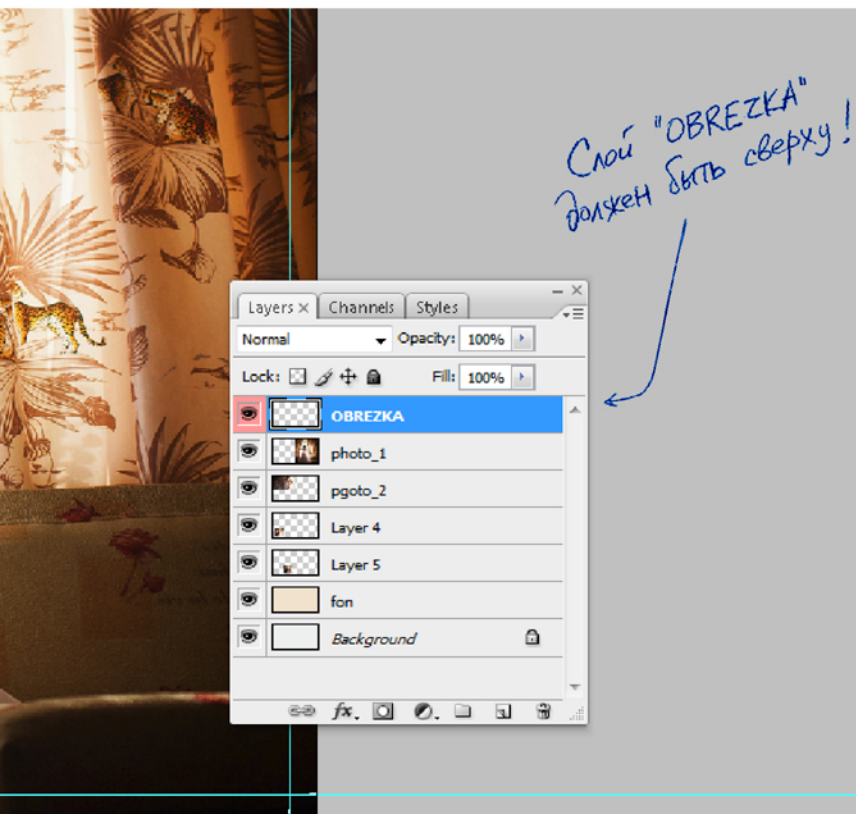 Слой "OBREZKA"
должен быть сверху!
Layers × Channels Styles
Normal Opacity: 100%
Lock: Fill: 100%
OBREZKA
photo_1
pgoto_2
Layer 4
Layer 5
fon
Background
fx.